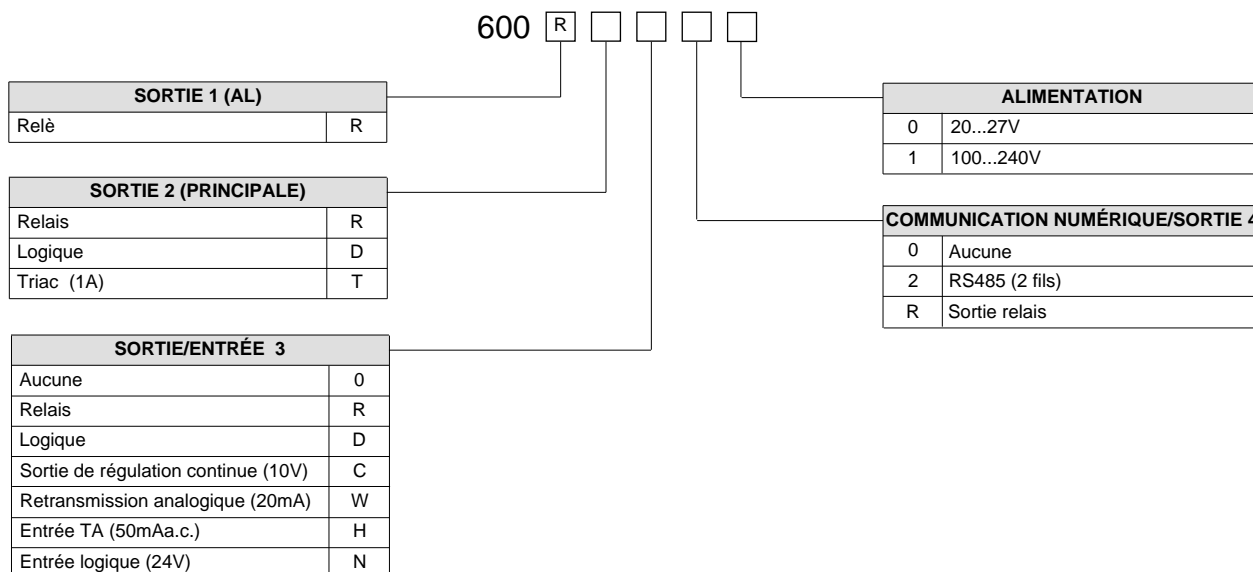 600 R
SORTIE 1 (AL)
Relè R
SORTIE 2 (PRINCIPALE)
Relais R
Logique D
Triac (1A) T
SORTIE/ENTRÉE 3
Aucune 0
Relais R
Logique D
Sortie de régulation continue (10V) C
Retransmission analogique (20mA) W
Entrée TA (50mAa.c.) H
Entrée logique (24V) N
ALIMENTATION
0 20...27V
1 100...240V
COMMUNICATION NUMÉRIQUE/SORTIE 4
0 Aucune
2 RS485 (2 fils)
R Sortie relais